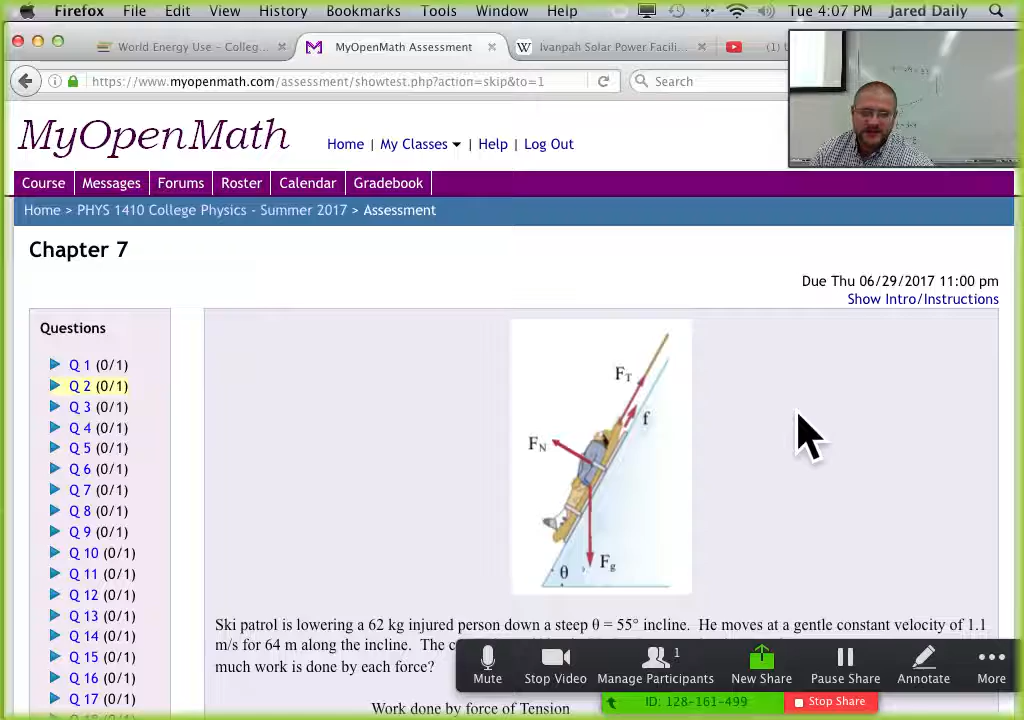 Firefox File Edit View History Bookmarks Tools Window Help Tue 4:07 PM Jared Daily
World Energy Use - Colleg... MyOpenMath Assessment Ivanpah Solar Power Facili... (1)
https://www.myopenmath.com/assessment/showtest.php?action=skip&to=1 Search
MyOpenMath
Home | My Classes | Help | Log Out
Course Messages Forums Roster Calendar Gradebook
Home > PHYS 1410 College Physics - Summer 2017 > Assessment
Chapter 7
Due Thu 06/29/2017 11:00 pm
Show Intro/Instructions
Questions
Q 1 (0/1)
Q 2 (0/1)
Q 3 (0/1)
Q 4 (0/1)
Q 5 (0/1)
Q 6 (0/1)
Q 7 (0/1)
Q 8 (0/1)
Q 9 (0/1)
Q 10 (0/1)
Q 11 (0/1)
Q 12 (0/1)
Q 13 (0/1)
Q 14 (0/1)
Q 15 (0/1)
Q 16 (0/1)
Q 17 (0/1)
FT
f
FN
Fg
θ
Ski patrol is lowering a 62 kg injured person down a steep θ = 55° incline. He moves at a gentle constant velocity of 1.1
m/s for 64 m along the incline. The
much work is done by each force?
Work done by force of Tension
1
Mute Stop Video Manage Participants New Share Pause Share Annotate More
ID: 128-161-499 Stop Share